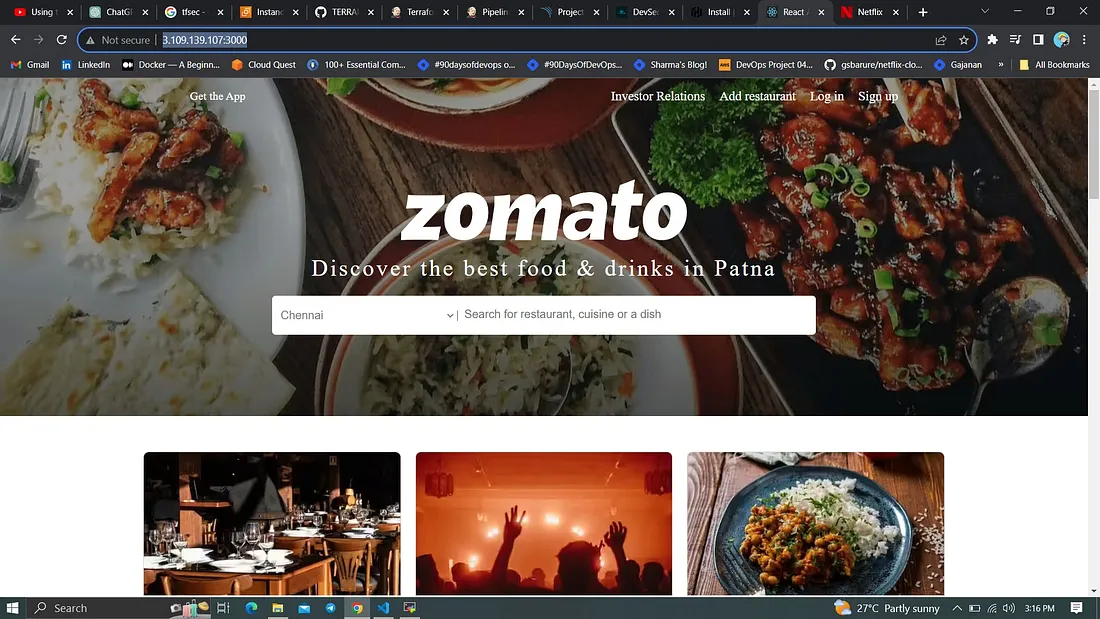 Using t
ChatGI
tfsec -
Instanc
TERRA
Terrafo
Pipelin
Project
DevSec
Install |
React A
Netflix
Not secure
3.109.139.107:3000
Gmail
LinkedIn
Docker — A Beginn...
Cloud Quest
100+ Essential Com...
#90daysofdevops o...
#90DaysOfDevOps...
Sharma's Blog!
DevOps Project 04...
gsbarure/netflix-clo...
Gajanan
»
All Bookmarks
Get the App
Investor Relations
Add restaurant
Log in
Sign up
zomato
Discover the best food & drinks in Patna
Chennai
| Search for restaurant, cuisine or a dish
Search
27°C Partly sunny
3:16 PM